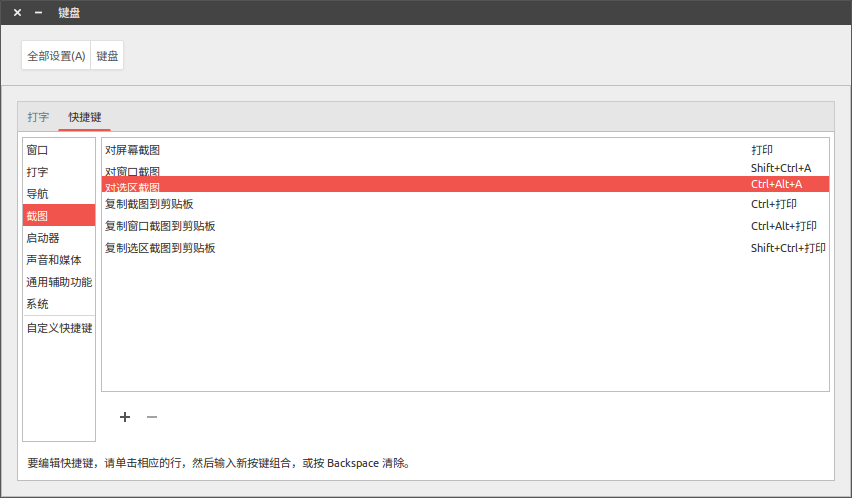 键盘
全部设置(A) 键盘
打字 快捷键
窗口
打字
导航
截图
启动器
声音和媒体
通用辅助功能
系统
自定义快捷键
对屏幕截图 打印
对窗口截图 Shift+Ctrl+A
对选区截图 Ctrl+Alt+A
复制截图到剪贴板 Ctrl+打印
复制窗口截图到剪贴板 Ctrl+Alt+打印
复制选区截图到剪贴板 Shift+Ctrl+打印
要编辑快捷键，请单击相应的行，然后输入新按键组合，或按 Backspace 清除。